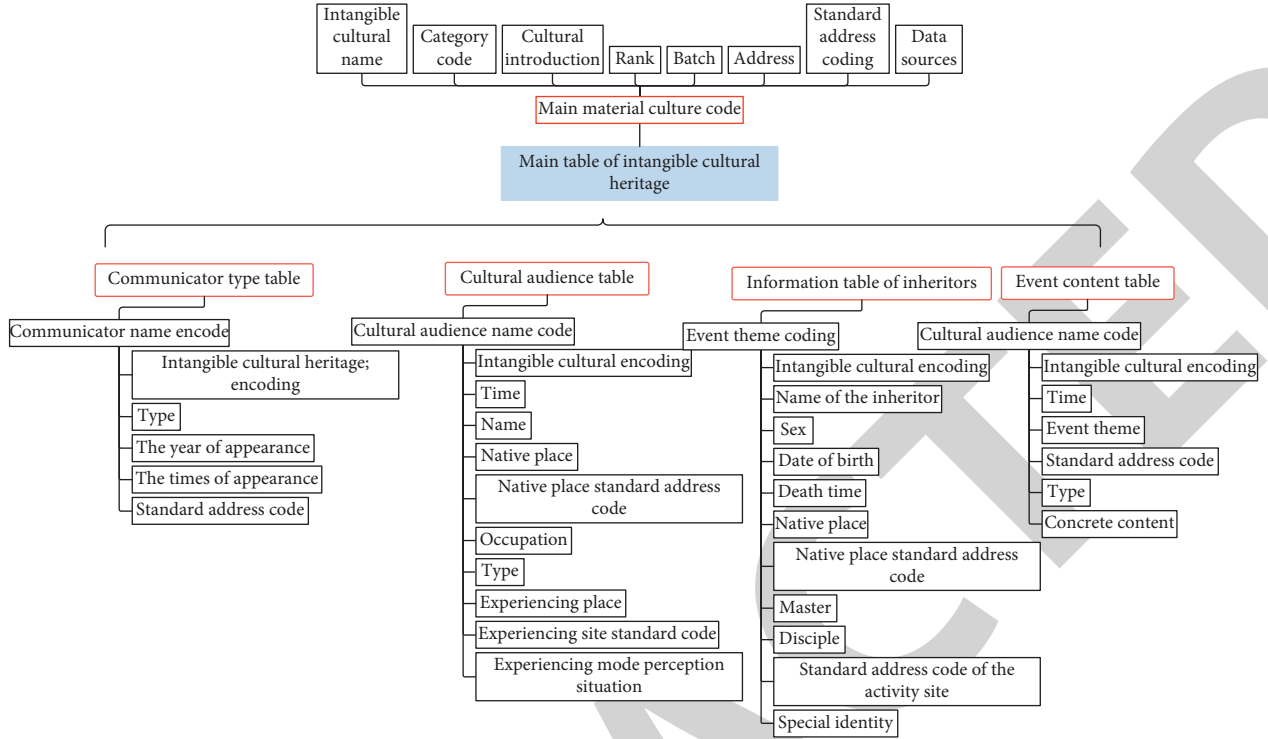 Intangible
cultural
name
Category
code
Cultural
introduction
Rank
Batch
Address
Standard
address
coding
Data
sources
Main material culture code
Main table of intangible cultural
heritage
Communicator type table
Communicator name encode
Intangible cultural heritage;
encoding
Type
The year of appearance
The times of appearance
Standard address code
Cultural audience table
Cultural audience name code
Intangible cultural encoding
Time
Name
Native place
Native place standard address
code
Occupation
Type
Experiencing place
Experiencing site standard code
Experiencing mode perception
situation
Information table of inheritors
Event theme coding
Intangible cultural encoding
Name of the inheritor
Sex
Date of birth
Death time
Native place
Native place standard address
code
Master
Disciple
Standard address code of the
activity site
Special identity
Event content table
Cultural audience name code
Intangible cultural encoding
Time
Event theme
Standard address code
Type
Concrete content